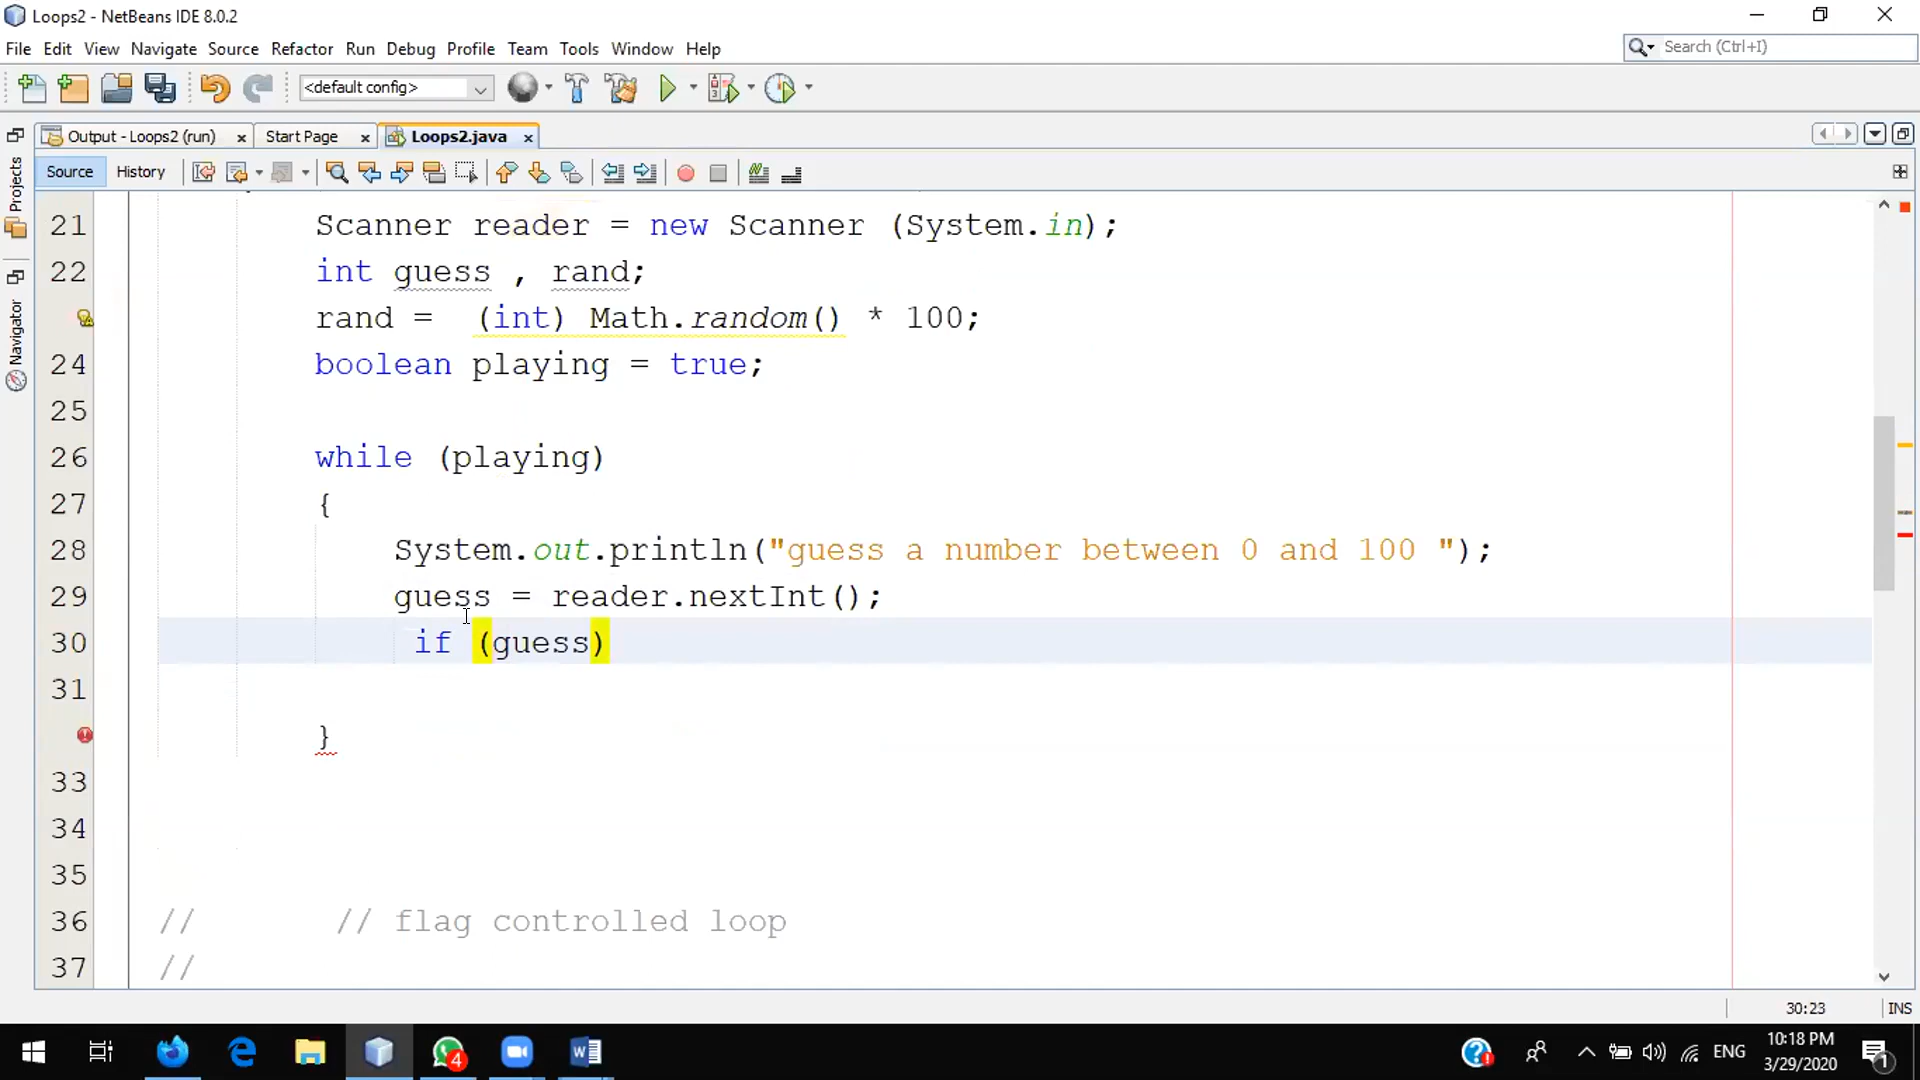 Loops2 - NetBeans IDE 8.0.2
File Edit View Navigate Source Refactor Run Debug Profile Team Tools Window Help
Search (Ctrl+I)
<default config>
Output - Loops2 (run) Start Page Loops2.java
Source History
Projects
Navigator
21 Scanner reader = new Scanner (System.in);
22 int guess , rand;
rand =  (int) Math.random() * 100;
24 boolean playing = true;
25
26 while (playing)
27 {
28 System.out.println("guess a number between 0 and 100 ");
29 guess = reader.nextInt();
30 if (guess)
31
}
33
34
35
36 // // flag controlled loop
37 //
30:23 INS
4
ENG
10:18 PM
3/29/2020
1